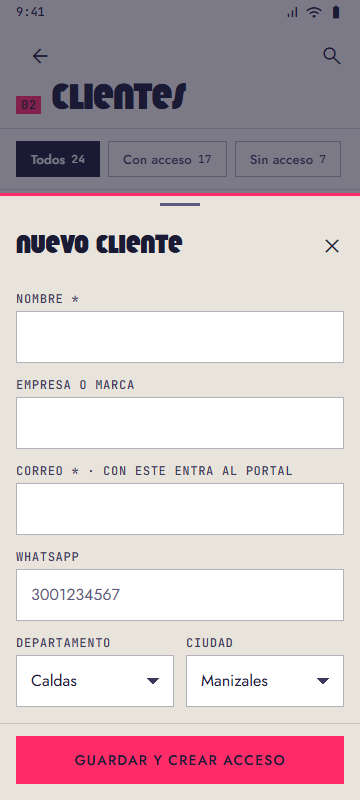 9:41
02 Clientes
Todos 24 Con acceso 17 Sin acceso 7
nuevo cliente
NOMBRE *
EMPRESA O MARCA
CORREO * · CON ESTE ENTRA AL PORTAL
WHATSAPP
3001234567
DEPARTAMENTO CIUDAD
Caldas Manizales
GUARDAR Y CREAR ACCESO